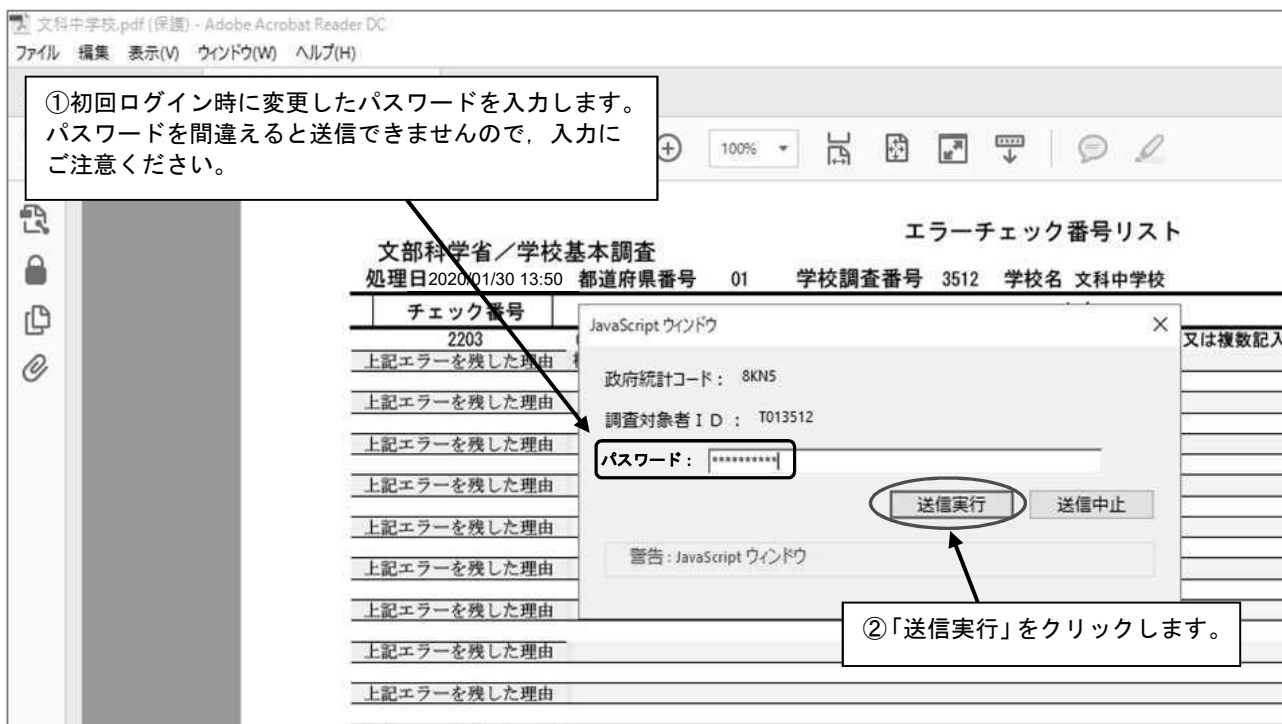 文科中学校.pdf (保護) - Adobe Acrobat Reader DC
ファイル 編集 表示(V) ウィンドウ(W) ヘルプ(H)
①初回ログイン時に変更したパスワードを入力します。
パスワードを間違えると送信できませんので，入力に
ご注意ください。
100%
エラーチェック番号リスト
文部科学省／学校基本調査
処理日2020/01/30 13:50 都道府県番号 01 学校調査番号 3512 学校名 文科中学校
チェック番号
2203
又は複数記入
上記エラーを残した理由
上記エラーを残した理由
上記エラーを残した理由
上記エラーを残した理由
上記エラーを残した理由
上記エラーを残した理由
上記エラーを残した理由
上記エラーを残した理由
上記エラーを残した理由
JavaScript ウィンドウ
政府統計コード： 8KN5
調査対象者ＩＤ： T013512
パスワード： **********
送信実行 送信中止
警告 : JavaScript ウィンドウ
②「送信実行」をクリックします。